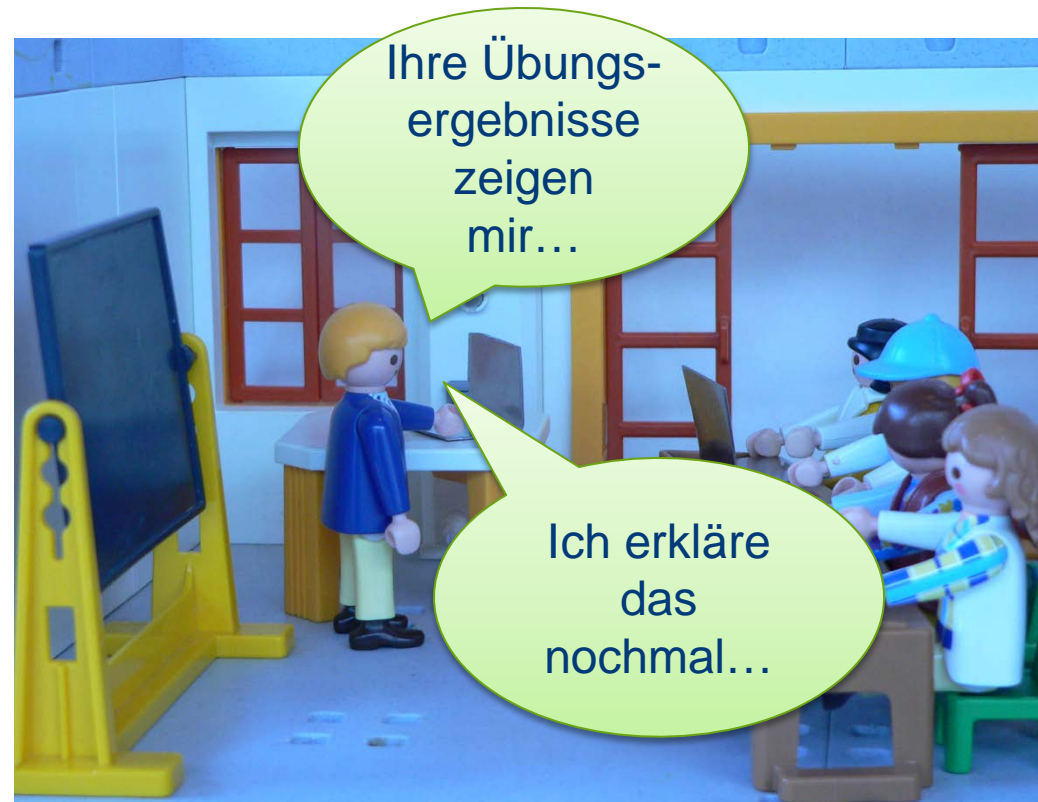 Ihre Übungs-
ergebnisse
zeigen
mir…
Ich erkläre
das
nochmal…